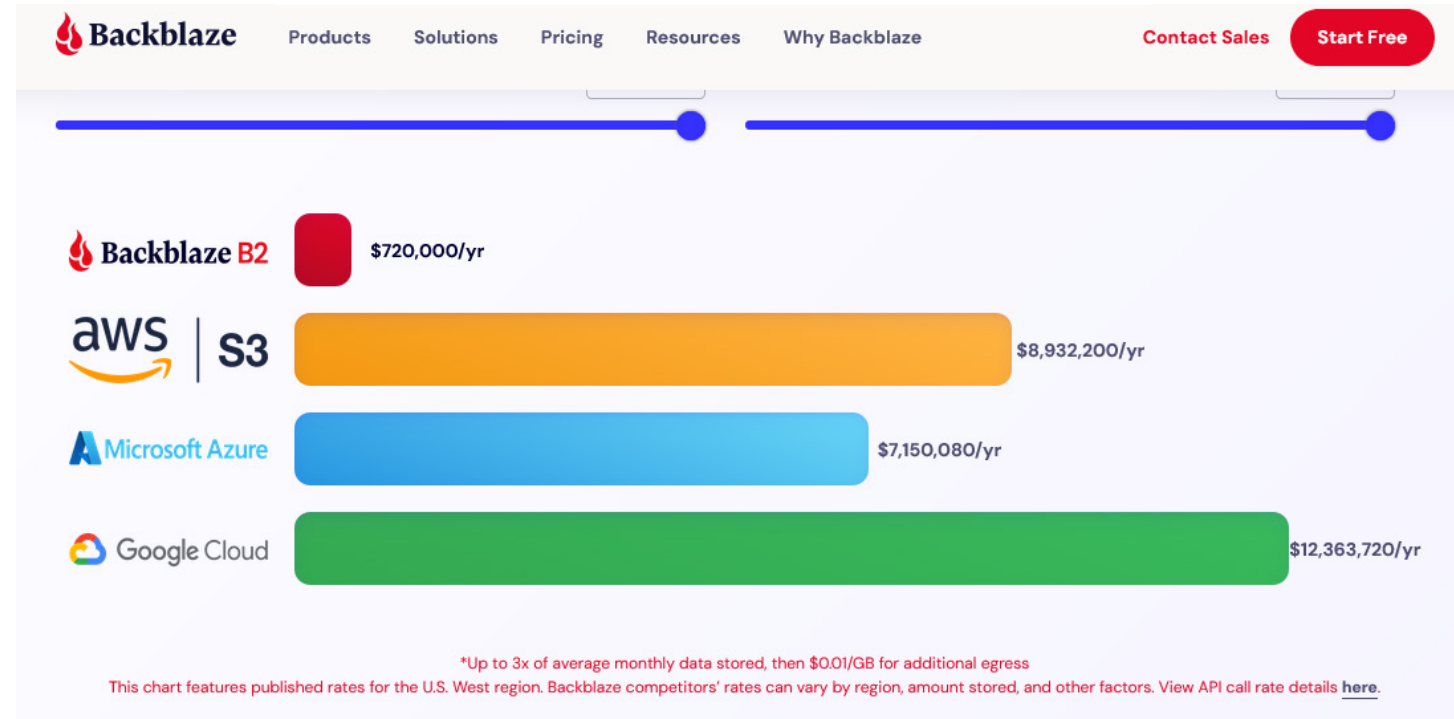 Backblaze Products Solutions Pricing Resources Why Backblaze Contact Sales Start Free
Backblaze B2 $720,000/yr
aws | S3 $8,932,200/yr
Microsoft Azure $7,150,080/yr
Google Cloud $12,363,720/yr
*Up to 3x of average monthly data stored, then $0.01/GB for additional egress
This chart features published rates for the U.S. West region. Backblaze competitors’ rates can vary by region, amount stored, and other factors. View API call rate details here.